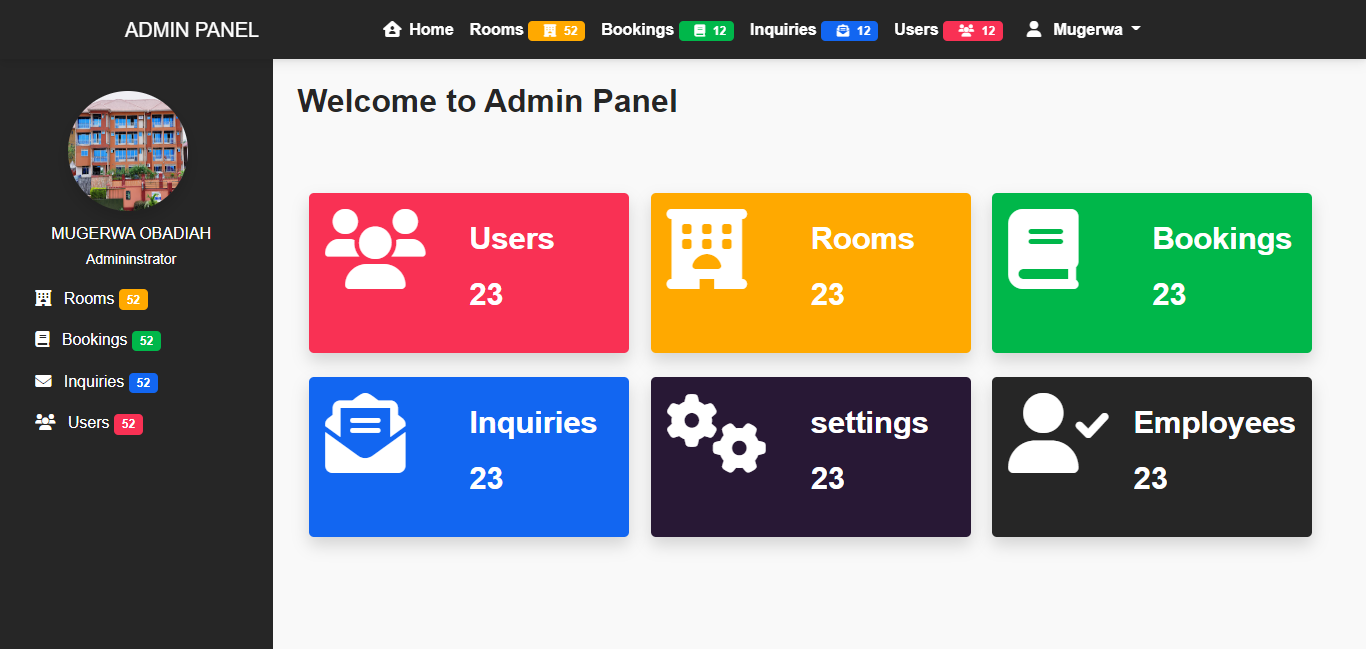 ADMIN PANEL
Home Rooms 52 Bookings 12 Inquiries 12 Users 12 Mugerwa
Welcome to Admin Panel
MUGERWA OBADIAH
Admininstrator
Rooms 52
Bookings 52
Inquiries 52
Users 52
Users
23
Rooms
23
Bookings
23
Inquiries
23
settings
23
Employees
23